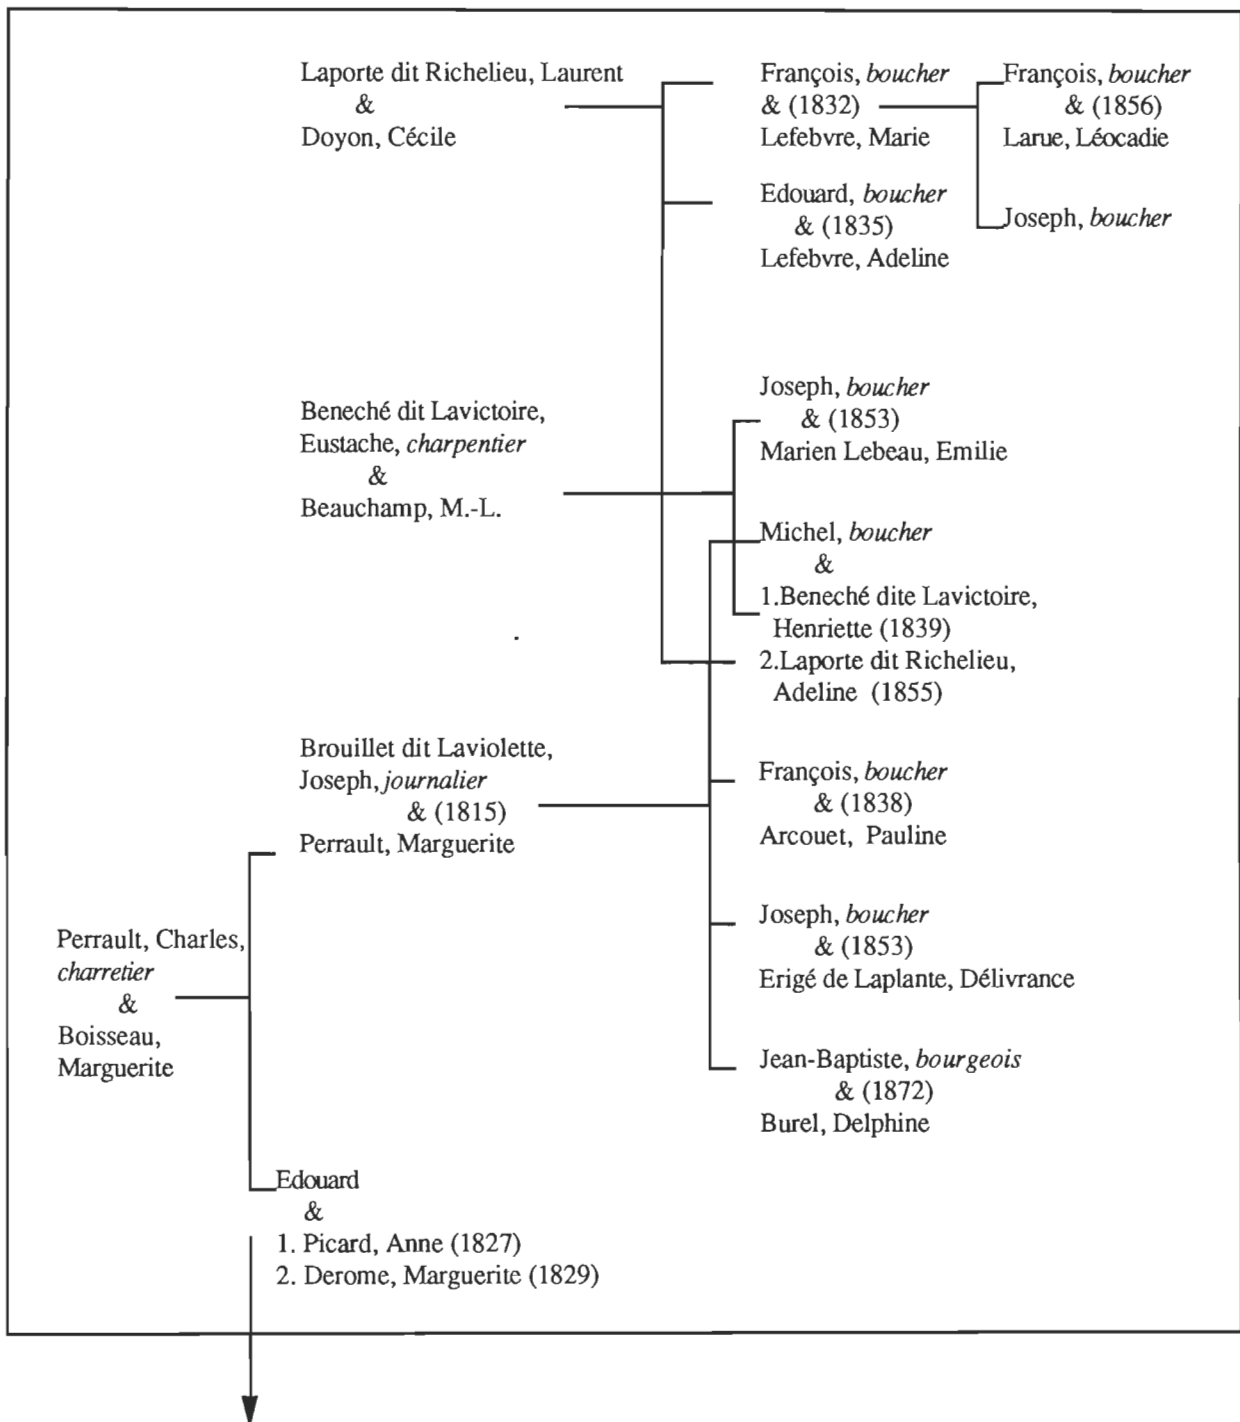 Laporte dit Richelieu, Laurent
&
Doyon, Cécile
François, boucher
& (1832)
Lefebvre, Marie
François, boucher
& (1856)
Larue, Léocadie
Edouard, boucher
& (1835)
Lefebvre, Adeline
Joseph, boucher
Beneché dit Lavictoire,
Eustache, charpentier
&
Beauchamp, M.-L.
Joseph, boucher
& (1853)
Marien Lebeau, Emilie
Michel, boucher
&
1.Beneché dite Lavictoire,
Henriette (1839)
2.Laporte dit Richelieu,
Adeline (1855)
Brouillet dit Laviolette,
Joseph, journalier
& (1815)
Perrault, Marguerite
François, boucher
& (1838)
Arcouet, Pauline
Joseph, boucher
& (1853)
Erigé de Laplante, Délivrance
Jean-Baptiste, bourgeois
& (1872)
Burel, Delphine
Perrault, Charles,
charretier
&
Boisseau,
Marguerite
Edouard
&
1. Picard, Anne (1827)
2. Derome, Marguerite (1829)